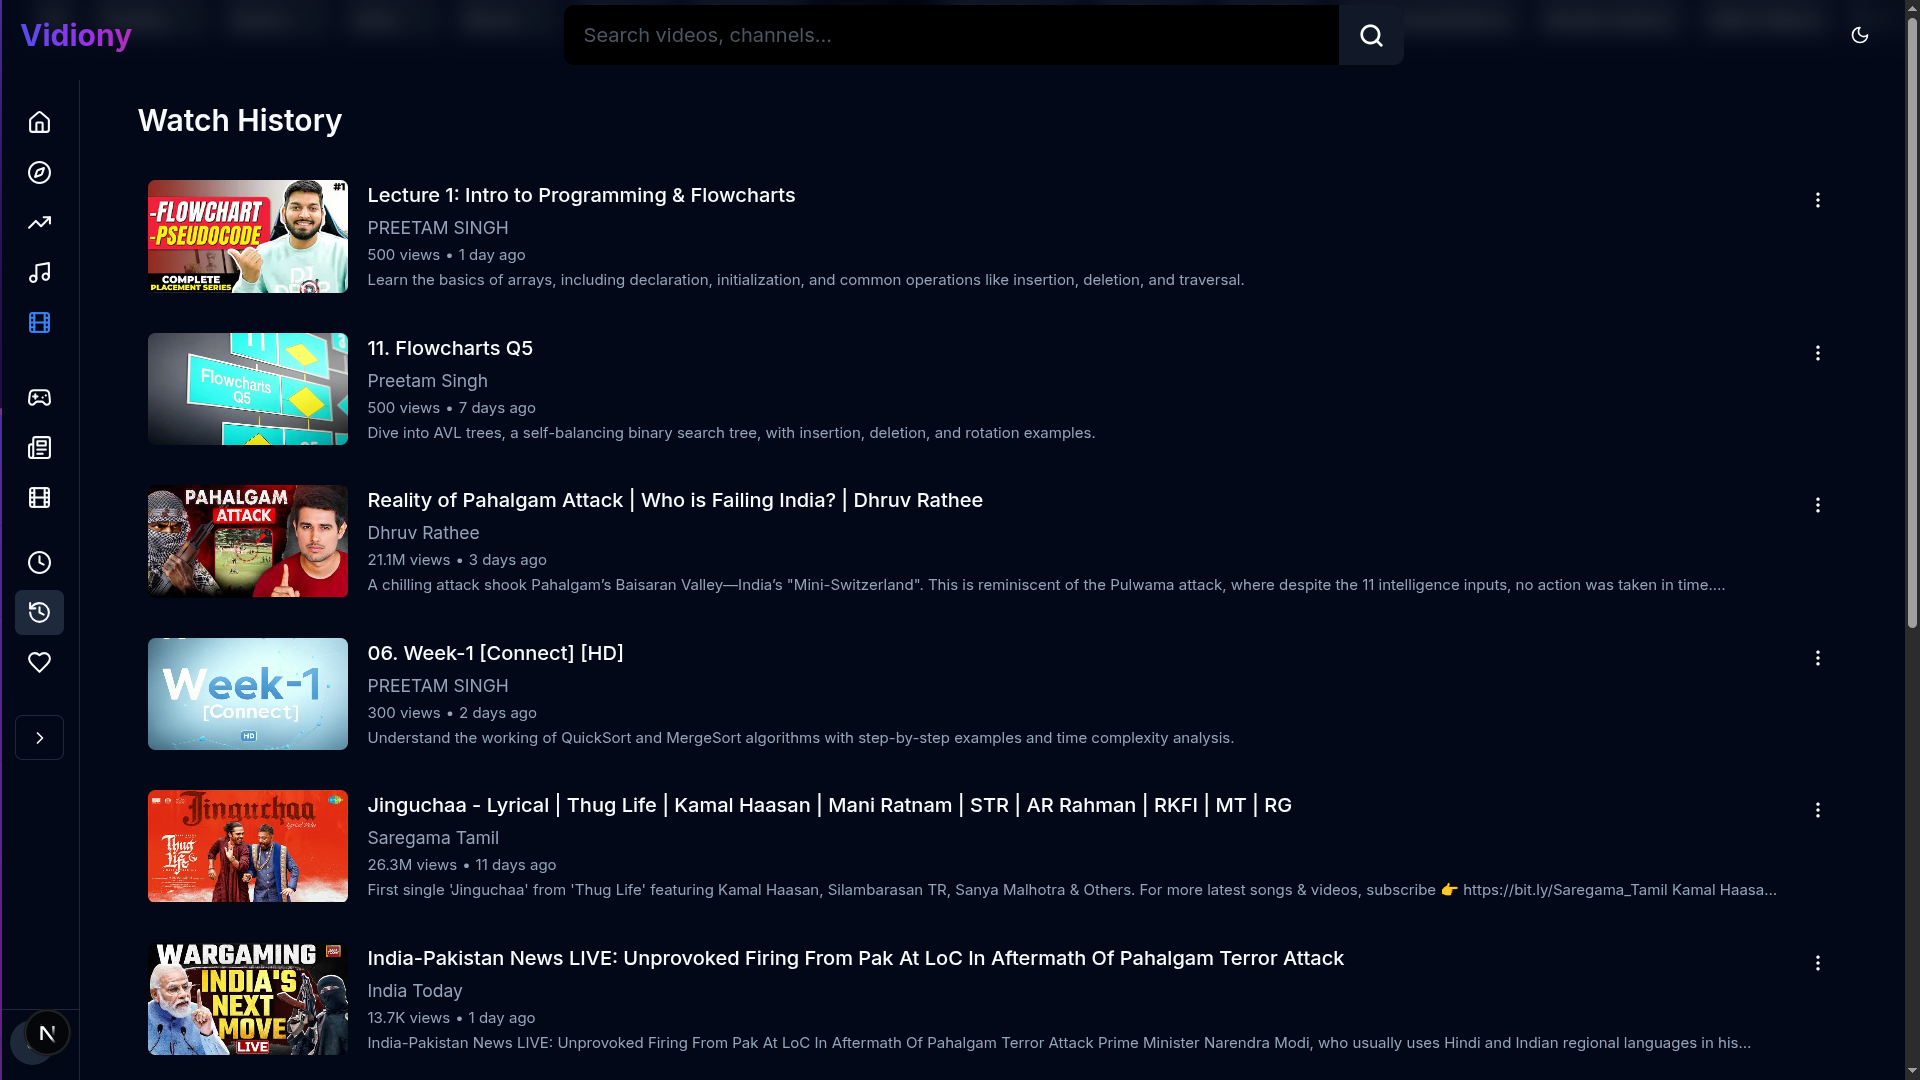 Vidiony
Search videos, channels...
Watch History
-FLOWCHART
-PSEUDOCODE
#1
COMPLETE
PLACEMENT SERIES
Lecture 1: Intro to Programming & Flowcharts
PREETAM SINGH
500 views • 1 day ago
Learn the basics of arrays, including declaration, initialization, and common operations like insertion, deletion, and traversal.
Flowcharts
Q5
11. Flowcharts Q5
Preetam Singh
500 views • 7 days ago
Dive into AVL trees, a self-balancing binary search tree, with insertion, deletion, and rotation examples.
PAHALGAM
ATTACK
Reality of Pahalgam Attack | Who is Failing India? | Dhruv Rathee
Dhruv Rathee
21.1M views • 3 days ago
A chilling attack shook Pahalgam’s Baisaran Valley—India’s "Mini-Switzerland". This is reminiscent of the Pulwama attack, where despite the 11 intelligence inputs, no action was taken in time....
Week-1
[Connect]
HD
06. Week-1 [Connect] [HD]
PREETAM SINGH
300 views • 2 days ago
Understand the working of QuickSort and MergeSort algorithms with step-by-step examples and time complexity analysis.
Jinguchaa
Thug
Life
Jinguchaa - Lyrical | Thug Life | Kamal Haasan | Mani Ratnam | STR | AR Rahman | RKFI | MT | RG
Saregama Tamil
26.3M views • 11 days ago
First single 'Jinguchaa' from 'Thug Life' featuring Kamal Haasan, Silambarasan TR, Sanya Malhotra & Others. For more latest songs & videos, subscribe 👉 https://bit.ly/Saregama_Tamil Kamal Haasa...
WARGAMING
INDIA'S
NEXT
MOVE
LIVE
India-Pakistan News LIVE: Unprovoked Firing From Pak At LoC In Aftermath Of Pahalgam Terror Attack
India Today
13.7K views • 1 day ago
India-Pakistan News LIVE: Unprovoked Firing From Pak At LoC In Aftermath Of Pahalgam Terror Attack Prime Minister Narendra Modi, who usually uses Hindi and Indian regional languages in his...
N